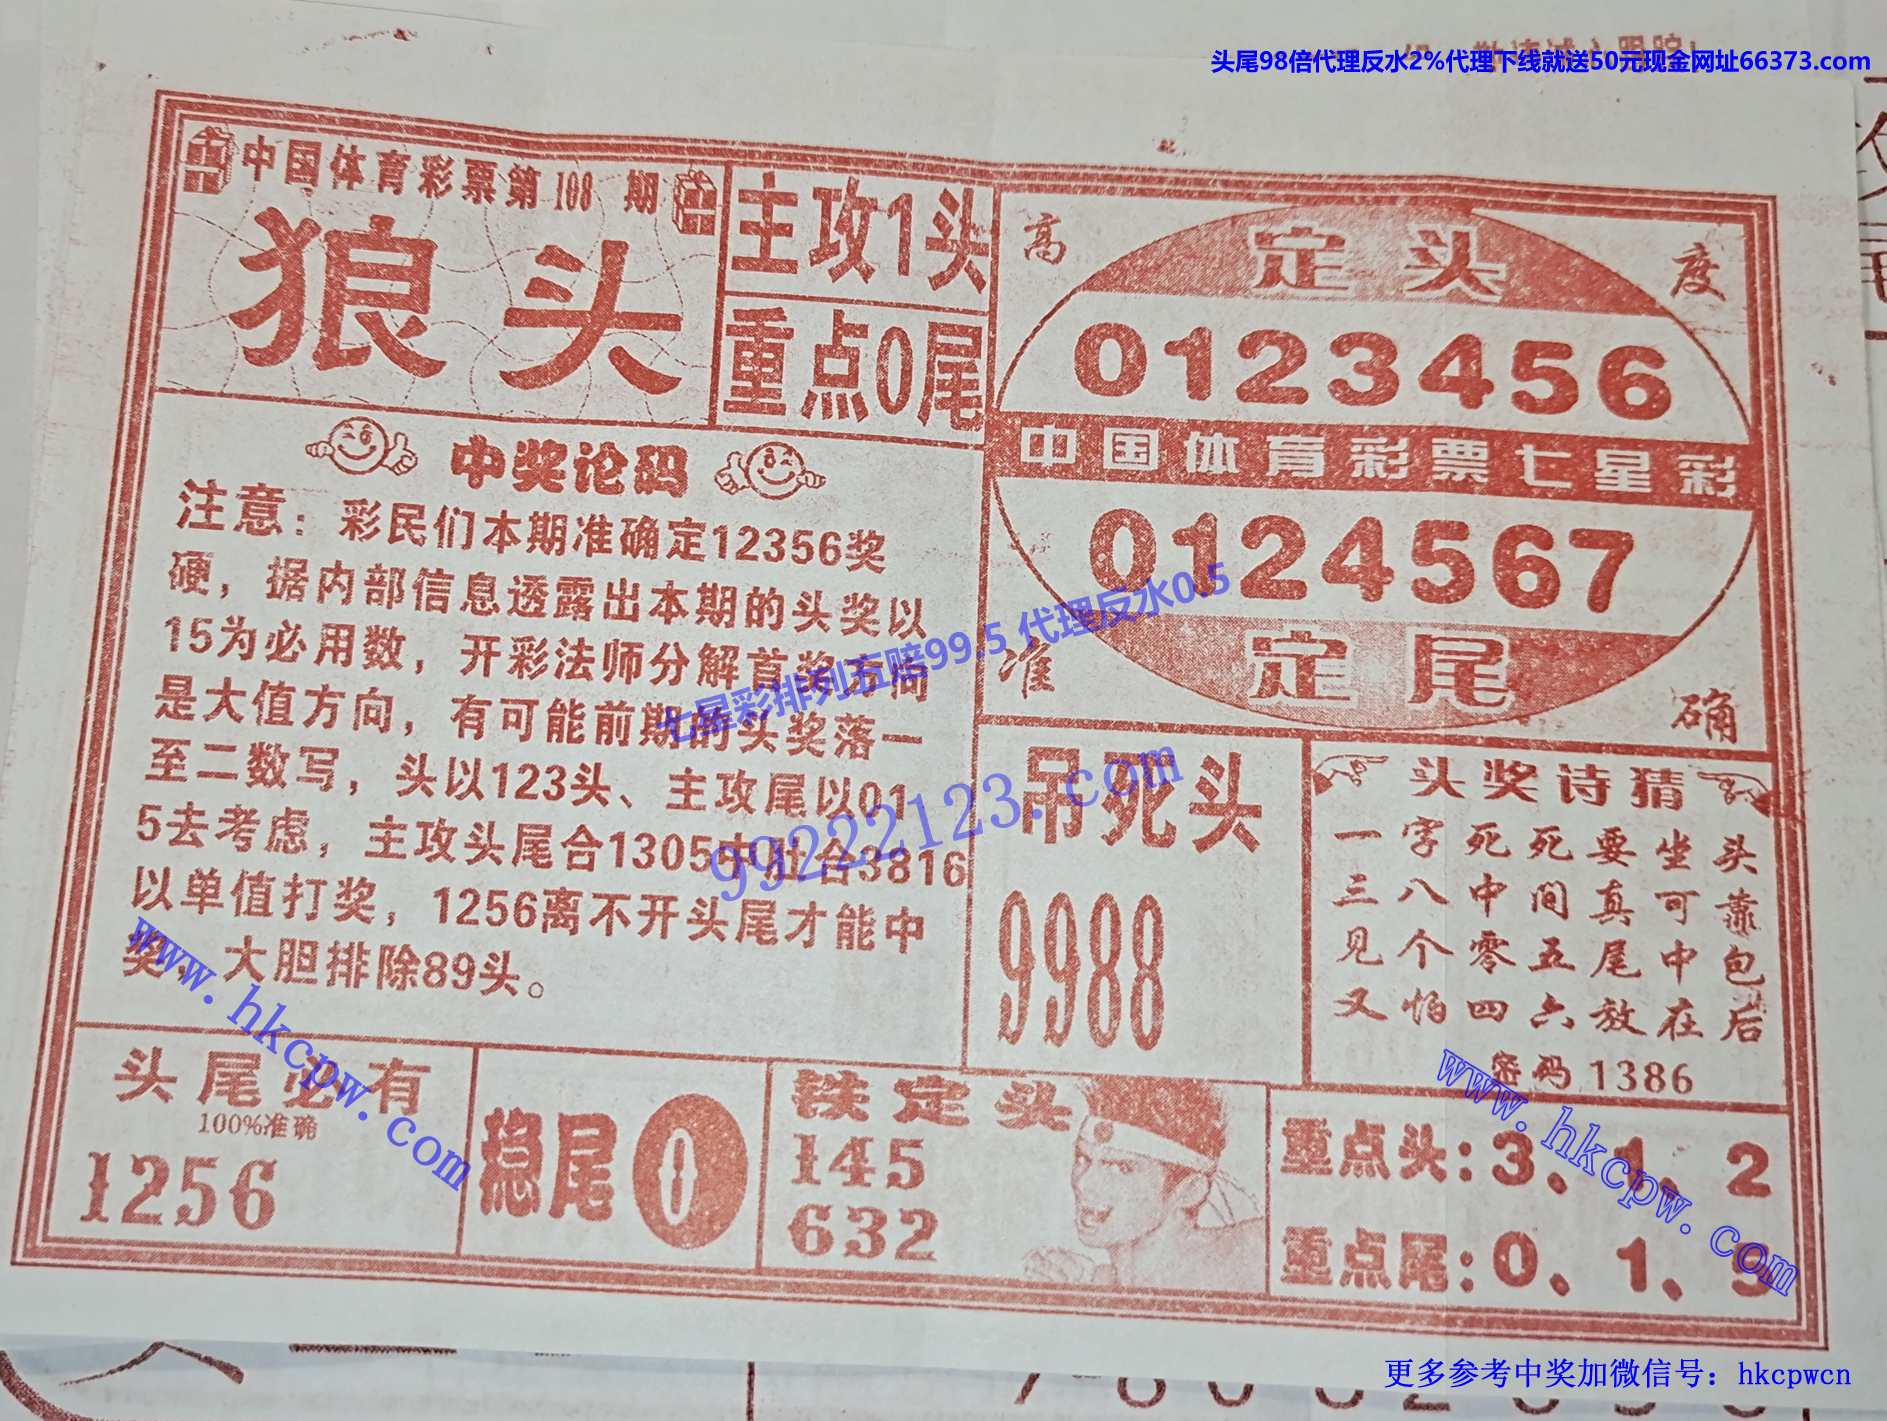 头尾98倍代理反水2%代理下线就送50元现金网址66373.com
中国体育彩票第108期
狼头
主攻1头
重点0尾
高度
定头
0123456
中国体育彩票七星彩
0124567
定尾
准确
中奖论码
注意：彩民们本期准确定12356奖
硬，据内部信息透露出本期的头奖以
15为必用数，开彩法师分解首奖方向
是大值方向，有可能前期的头奖落一
至二数写，头以123头、主攻尾以01
5去考虑，主攻头尾合1305中肚合3816
以单值打奖，1256离不开头尾才能中
奖，大胆排除89头。
七星彩排列五赔99.5 代理反水0.5
99222123.com
吊死头
9988
头奖诗猜
一字死死要坐头
三八中间真可靠
见个零五尾中包
又怕四六放在后
密码1386
www.hkcpw.com
www.hkcpw.com
头尾必有
100%准确
1256
稳尾0
铁定头
145
632
重点头：3、1、2
重点尾：0、1、5
更多参考中奖加微信号：hkcpwcn